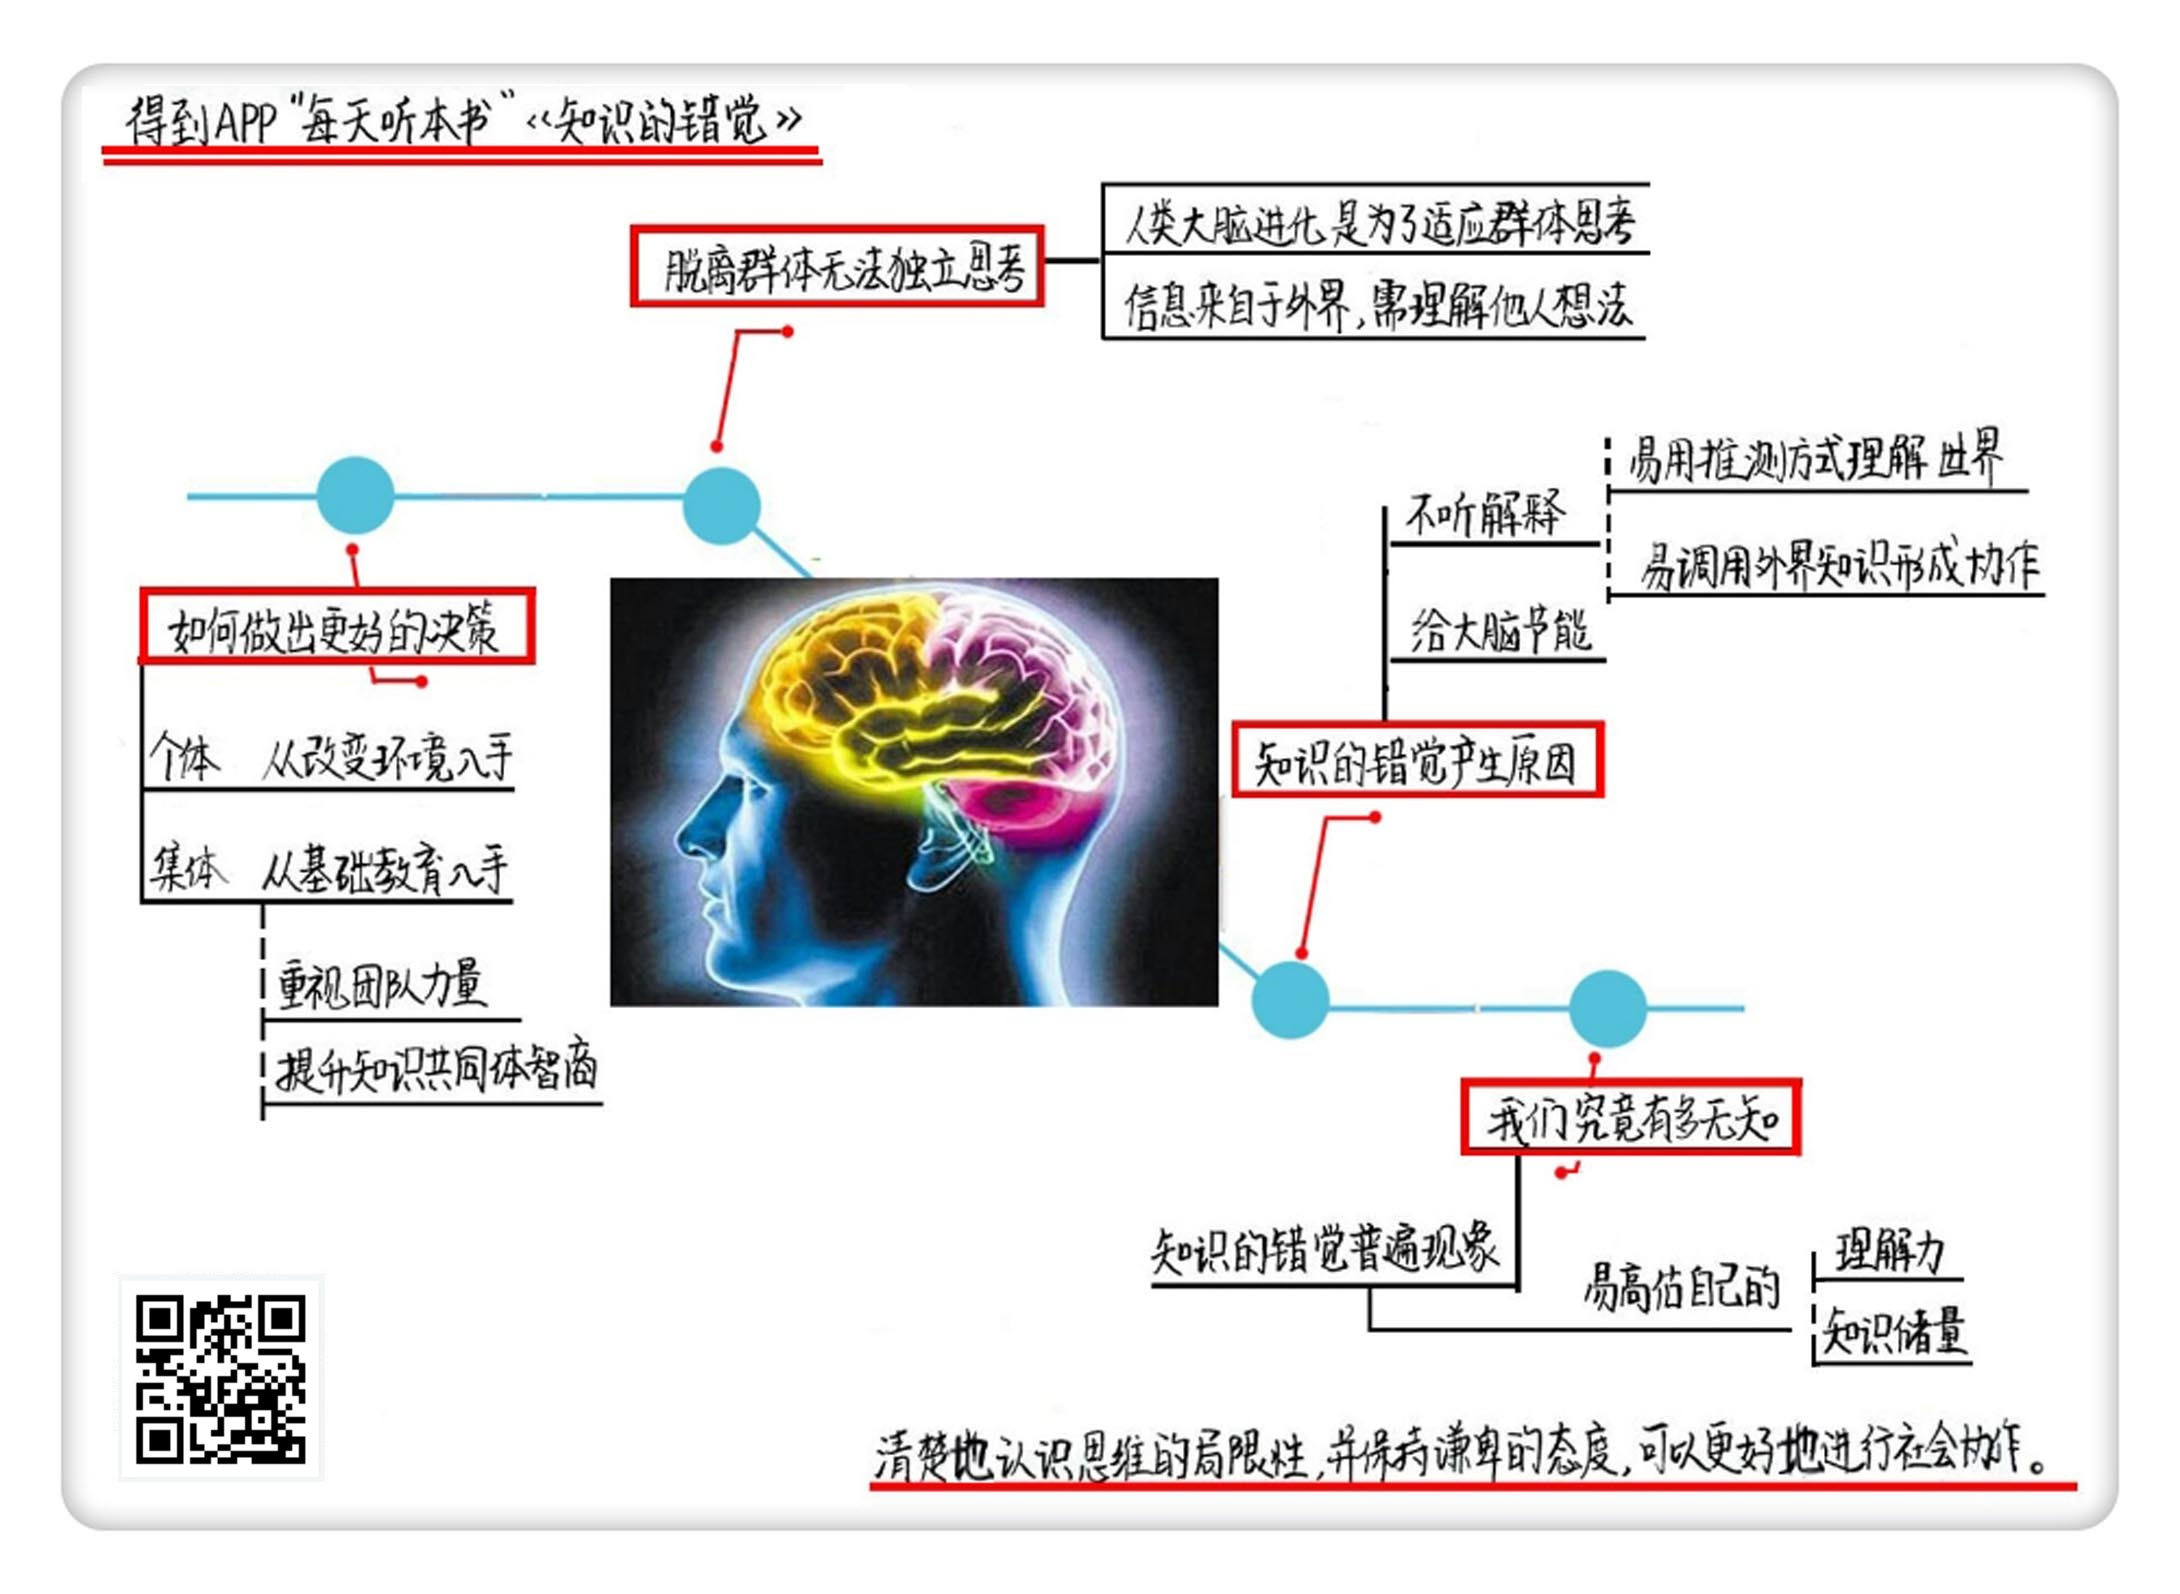 得到APP“每天听本书”《知识的错觉》
脱离群体无法独立思考
人类大脑进化是为了适应群体思考
信息来自于外界,需理解他人想法
如何做出更好的决策
个体 从改变环境入手
集体 从基础教育入手
重视团队力量
提升知识共同体智商
不听解释
易用推测方式理解世界
易调用外界知识形成协作
给大脑节能
知识的错觉产生原因
我们究竟有多无知
知识的错觉普遍现象
易高估自己的
理解力
知识储量
清楚地认识思维的局限性,并保持谦卑的态度,可以更好地进行社会协作。